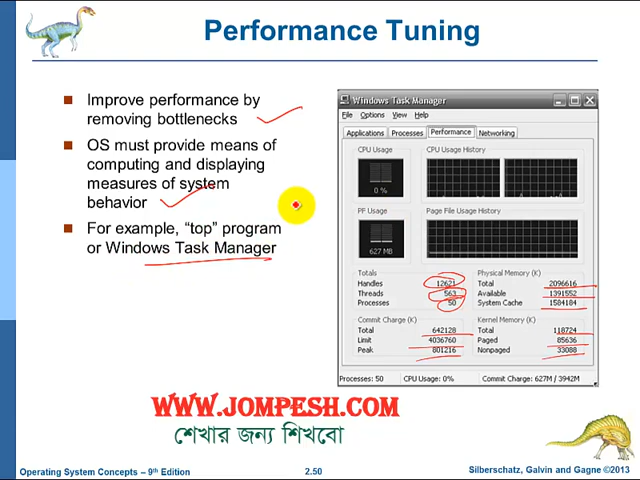 Performance Tuning
Improve performance by
removing bottlenecks
OS must provide means of
computing and displaying
measures of system
behavior
For example, “top” program
or Windows Task Manager
Windows Task Manager
File Options View Help
Applications Processes Performance Networking
CPU Usage CPU Usage History
0 %
PF Usage Page File Usage History
627 MB
Totals Physical Memory (K)
Handles 12621 Total 2096616
Threads 563 Available 1391552
Processes 50 System Cache 1584184
Commit Charge (K) Kernel Memory (K)
Total 642128 Total 118724
Limit 4036760 Paged 85636
Peak 801216 Nonpaged 33088
Processes: 50 CPU Usage: 0% Commit Charge: 627M / 3942M
WWW.JOMPESH.COM
শেখার জন্য শিখবো
Operating System Concepts – 9th Edition 2.50 Silberschatz, Galvin and Gagne ©2013